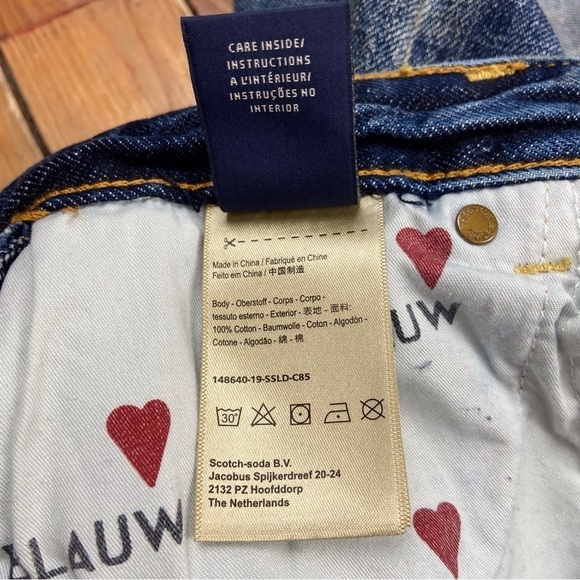 CARE INSIDE/
INSTRUCTIONS
A L'INTÉRIEUR/
INSTRUÇÕES NO
INTERIOR
Made in China / Fabriqué en Chine
Feito em China / 中国制造
Body - Oberstoff - Corps - Corpo -
tessuto esterno - Exterior - 表地 - 面料:
100% Cotton - Baumwolle - Coton - Algodón -
Cotone - Algodão - 綿 - 棉
148640-19-SSLD-C85
30°
Scotch-soda B.V.
Jacobus Spijkerdreef 20-24
2132 PZ Hoofddorp
The Netherlands
UW
LAUW